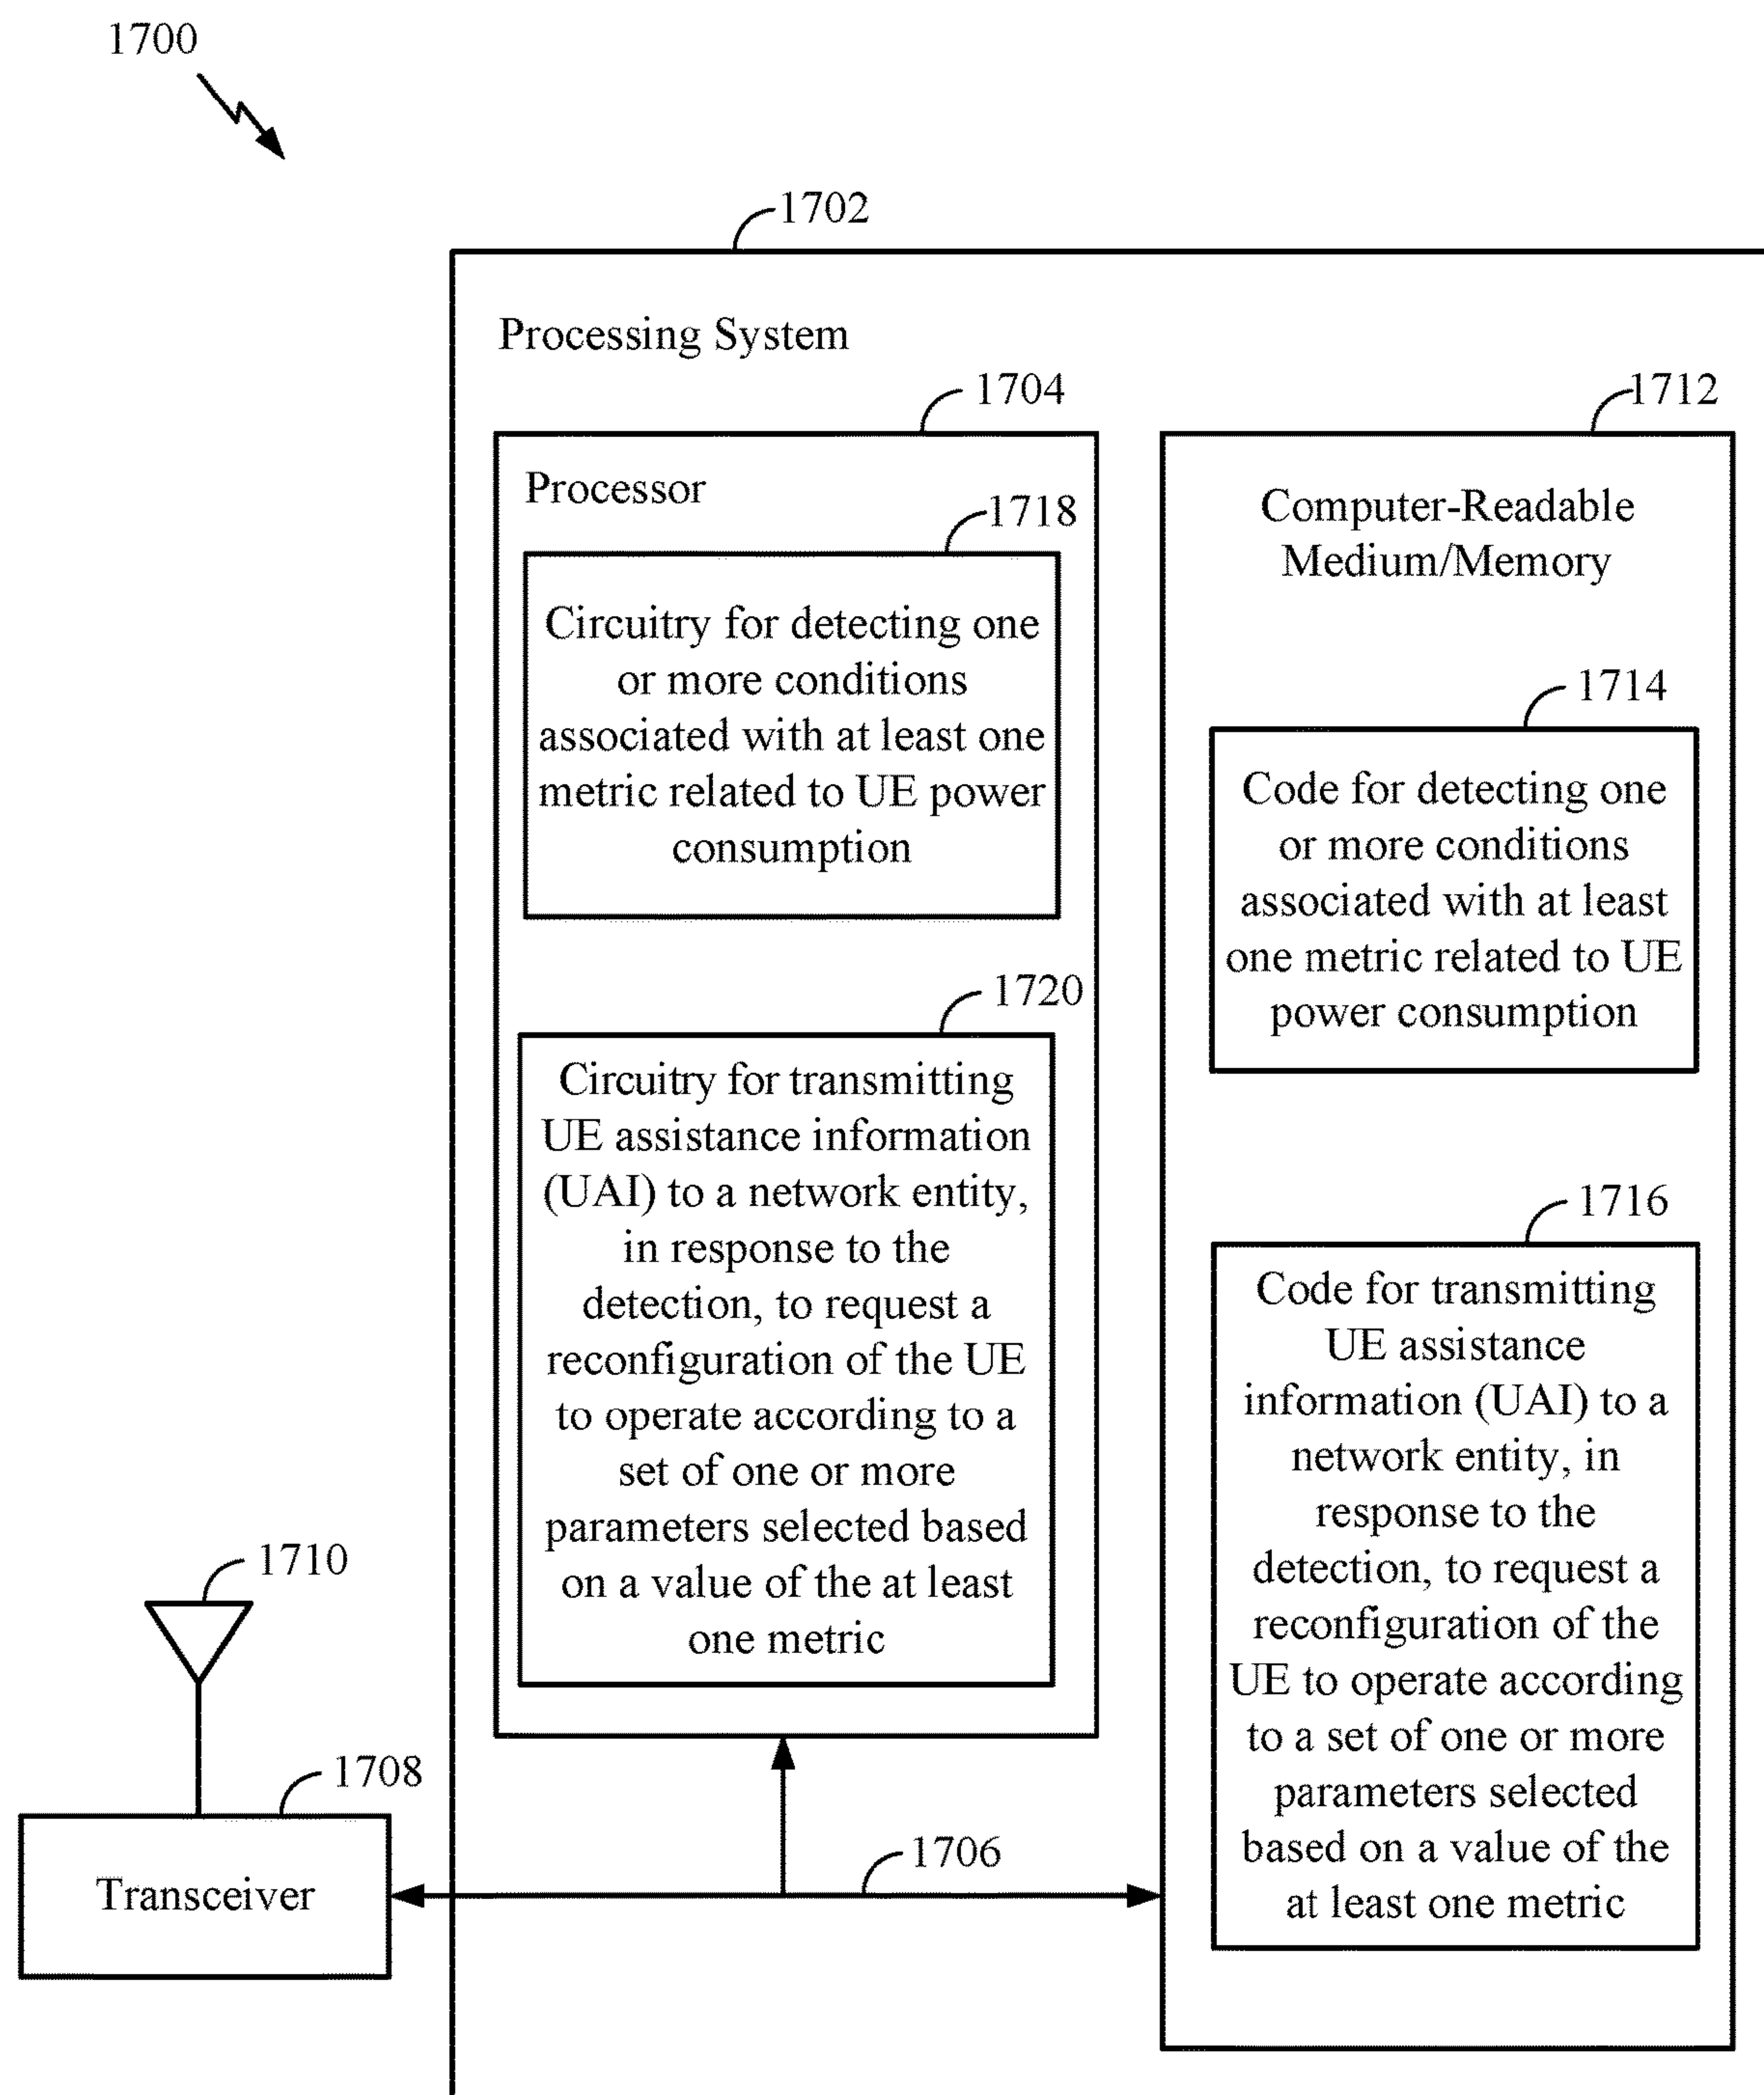 1700
1702
Processing System
1704
Processor
1718
Circuitry for detecting one
or more conditions
associated with at least one
metric related to UE power
consumption
1720
Circuitry for transmitting
UE assistance information
(UAI) to a network entity,
in response to the
detection, to request a
reconfiguration of the UE
to operate according to a
set of one or more
parameters selected based
on a value of the at least
one metric
1712
Computer-Readable
Medium/Memory
1714
Code for detecting one
or more conditions
associated with at least
one metric related to UE
power consumption
1716
Code for transmitting
UE assistance
information (UAI) to a
network entity, in
response to the
detection, to request a
reconfiguration of the
UE to operate according
to a set of one or more
parameters selected
based on a value of the
at least one metric
1710
1708
Transceiver
1706